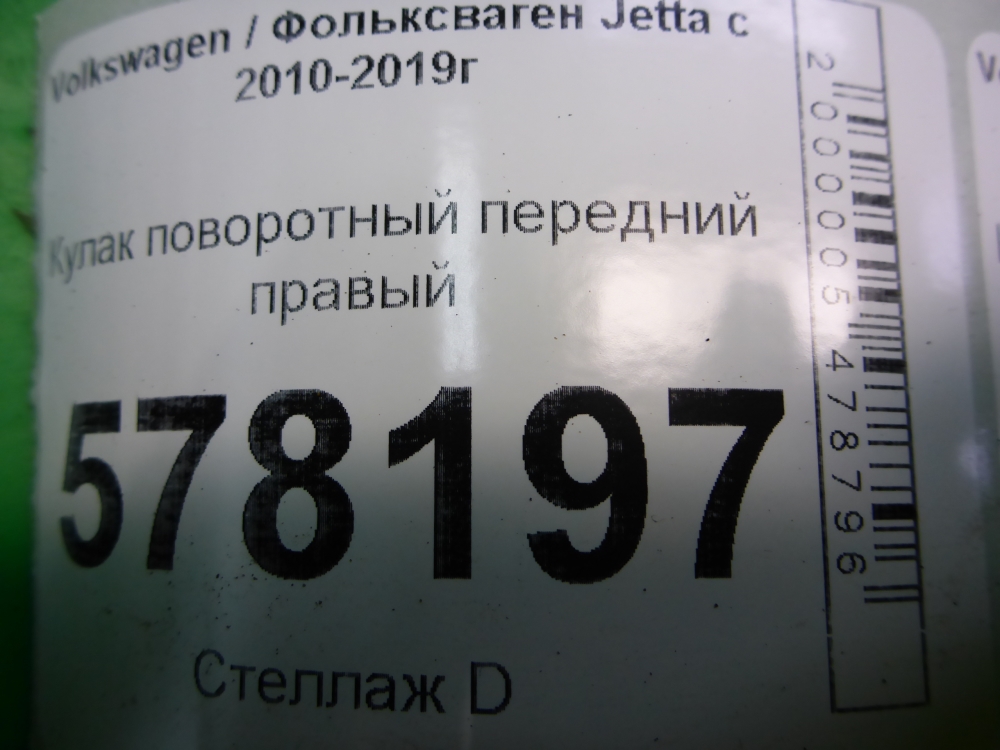 Volkswagen / Фольксваген Jetta с
2010-2019г
Кулак поворотный передний
правый
578197
Стеллаж D
2000005478796